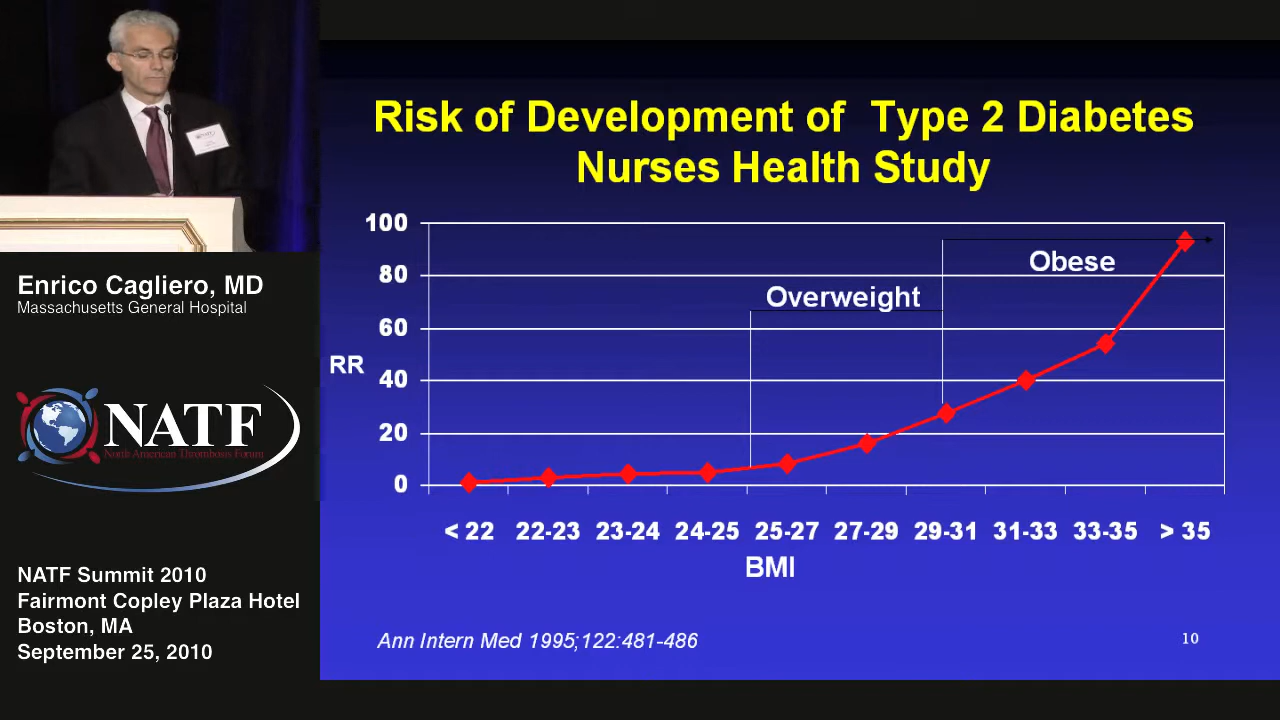 Risk of Development of  Type 2 Diabetes
Nurses Health Study
100
80
60
40
20
0
RR
Overweight
Obese
< 22 22-23 23-24 24-25 25-27 27-29 29-31 31-33 33-35 > 35
BMI
Ann Intern Med 1995;122:481-486
10
NATF
Enrico Cagliero, MD
Massachusetts General Hospital
NATF
North American Thrombosis Forum
NATF Summit 2010
Fairmont Copley Plaza Hotel
Boston, MA
September 25, 2010